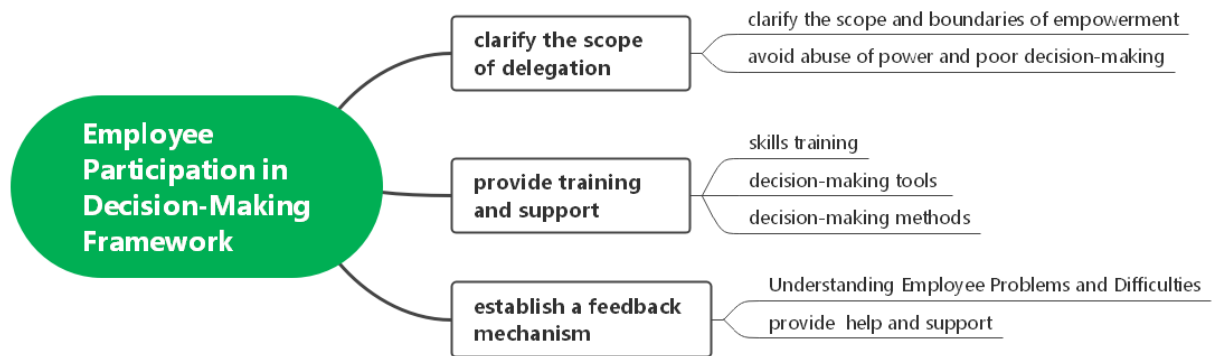 Employee
Participation in
Decision-Making
Framework
clarify the scope
of delegation
clarify the scope and boundaries of empowerment
avoid abuse of power and poor decision-making
provide training
and support
skills training
decision-making tools
decision-making methods
establish a feedback
mechanism
Understanding Employee Problems and Difficulties
provide  help and support